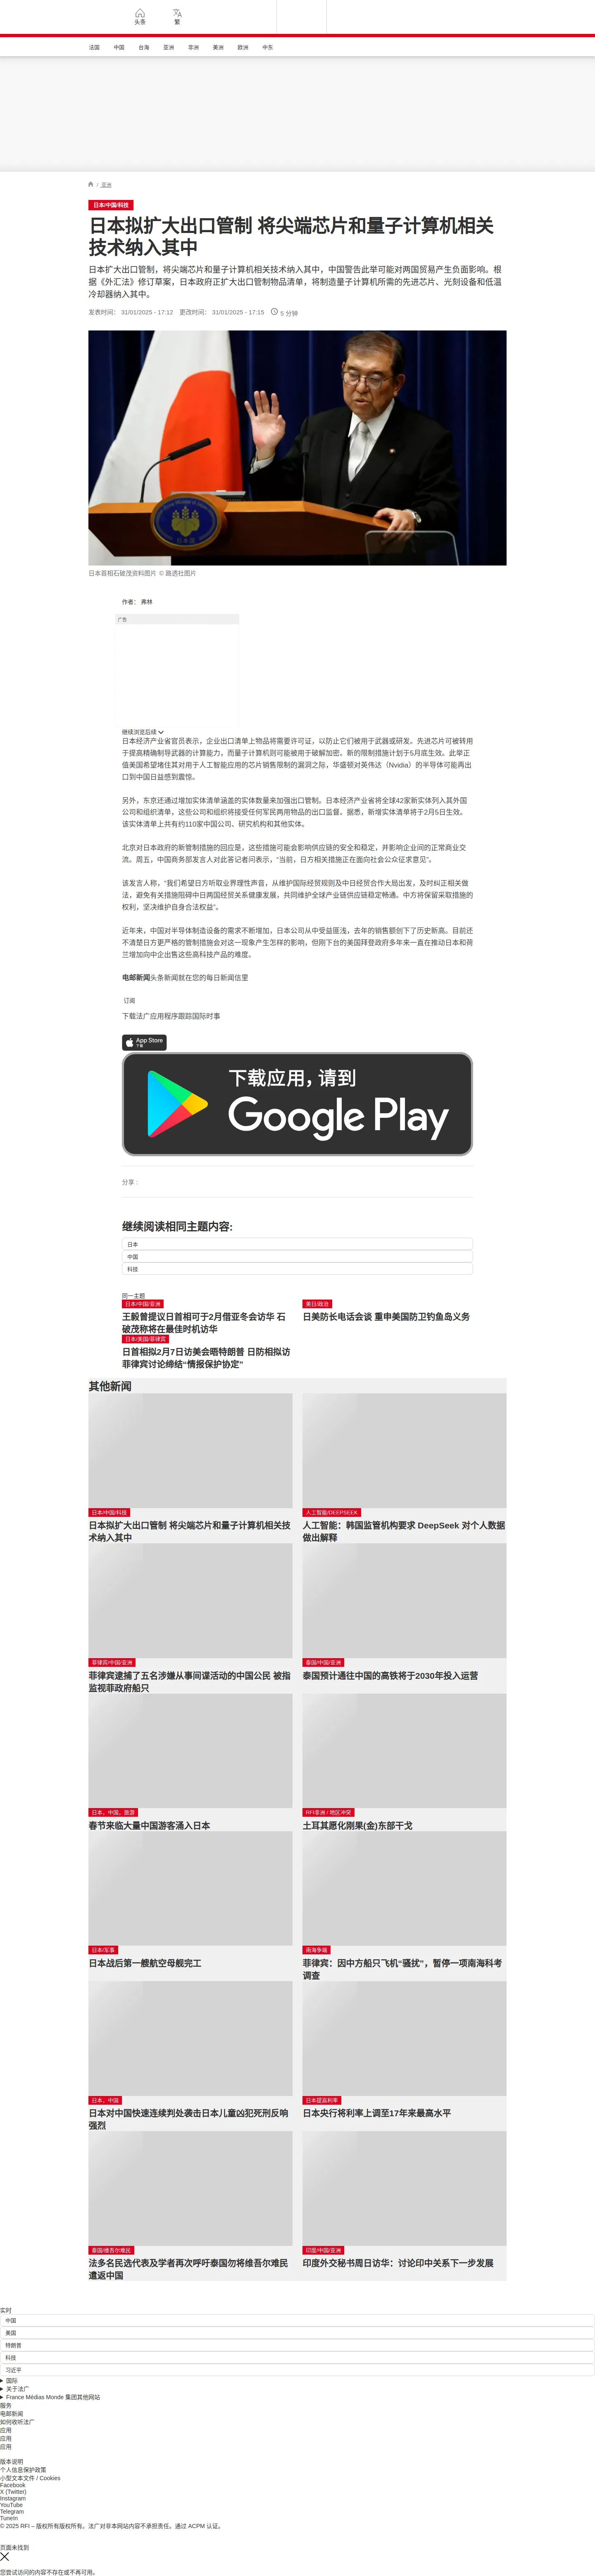 头条
繁
法国 中国 台海 亚洲 非洲 美洲 欧洲 中东
/ 亚洲
日本/中国/科技
日本拟扩大出口管制 将尖端芯片和量子计算机相关
技术纳入其中
日本扩大出口管制，将尖端芯片和量子计算机相关技术纳入其中，中国警告此举可能对两国贸易产生负面影响。根
据《外汇法》修订草案，日本政府正扩大出口管制物品清单，将制造量子计算机所需的先进芯片、光刻设备和低温
冷却器纳入其中。
发表时间： 31/01/2025 - 17:12 更改时间： 31/01/2025 - 17:15 5 分钟
日本首相石破茂资料图片 © 路透社图片
作者： 弗林
广告
继续浏览后续
日本经济产业省官员表示，企业出口清单上物品将需要许可证，以防止它们被用于武器或研发。先进芯片可被转用
于提高精确制导武器的计算能力，而量子计算机则可能被用于破解加密。新的限制措施计划于5月底生效。此举正
值美国希望堵住其对用于人工智能应用的芯片销售限制的漏洞之际，华盛顿对英伟达（Nvidia）的半导体可能再出
口到中国日益感到震惊。
另外，东京还通过增加实体清单涵盖的实体数量来加强出口管制。日本经济产业省将全球42家新实体列入其外国
公司和组织清单，这些公司和组织将接受任何军民两用物品的出口监督。据悉，新增实体清单将于2月5日生效。
该实体清单上共有约110家中国公司、研究机构和其他实体。
北京对日本政府的新管制措施的回应是，这些措施可能会影响供应链的安全和稳定，并影响企业间的正常商业交
流。周五，中国商务部发言人对此答记者问表示，“当前，日方相关措施正在面向社会公众征求意见”。
该发言人称，“我们希望日方听取业界理性声音，从维护国际经贸规则及中日经贸合作大局出发，及时纠正相关做
法，避免有关措施阻碍中日两国经贸关系健康发展，共同维护全球产业链供应链稳定畅通。中方将保留采取措施的
权利，坚决维护自身合法权益”。
近年来，中国对半导体制造设备的需求不断增加，日本公司从中受益匪浅，去年的销售额创下了历史新高。目前还
不清楚日方更严格的管制措施会对这一现象产生怎样的影响，但刚下台的美国拜登政府多年来一直在推动日本和荷
兰增加向中企出售这些高科技产品的难度。
电邮新闻头条新闻就在您的每日新闻信里
订阅
下载法广应用程序跟踪国际时事
App Store
下载
下载应用，请到
Google Play
分享 :
继续阅读相同主题内容:
日本
中国
科技
同一主题
日本/中国/亚洲
王毅曾提议日首相可于2月借亚冬会访华 石
破茂称将在最佳时机访华
美日/政治
日美防长电话会谈 重申美国防卫钓鱼岛义务
日本/美国/菲律宾
日首相拟2月7日访美会晤特朗普 日防相拟访
菲律宾讨论缔结“情报保护协定”
其他新闻
日本/中国/科技
日本拟扩大出口管制 将尖端芯片和量子计算机相关技
术纳入其中
人工智能/DEEPSEEK
人工智能：韩国监管机构要求 DeepSeek 对个人数据
做出解释
菲律宾/中国/亚洲
菲律宾逮捕了五名涉嫌从事间谍活动的中国公民 被指
监视菲政府船只
泰国/中国/亚洲
泰国预计通往中国的高铁将于2030年投入运营
日本，中国，旅游
春节来临大量中国游客涌入日本
RFI非洲 / 地区冲突
土耳其愿化刚果(金)东部干戈
日本/军事
日本战后第一艘航空母舰完工
南海争端
菲律宾：因中方船只飞机“骚扰”，暂停一项南海科考
调查
日本，中国
日本对中国快速连续判处袭击日本儿童凶犯死刑反响
强烈
日本提高利率
日本央行将利率上调至17年来最高水平
泰国/维吾尔难民
法多名民选代表及学者再次呼吁泰国勿将维吾尔难民
遣返中国
印度/中国/亚洲
印度外交秘书周日访华：讨论印中关系下一步发展
实时
中国
美国
特朗普
科技
习近平
国际
关于法广
France Médias Monde 集团其他网站
服务
电邮新闻
如何收听法广
应用
应用
应用
版本说明
个人信息保护政策
小型文本文件 / Cookies
Facebook
X (Twitter)
Instagram
YouTube
Telegram
TuneIn
© 2025 RFI – 版权所有版权所有。法广对非本网站内容不承担责任。通过 ACPM 认证。
页面未找到
您尝试访问的内容不存在或不再可用。